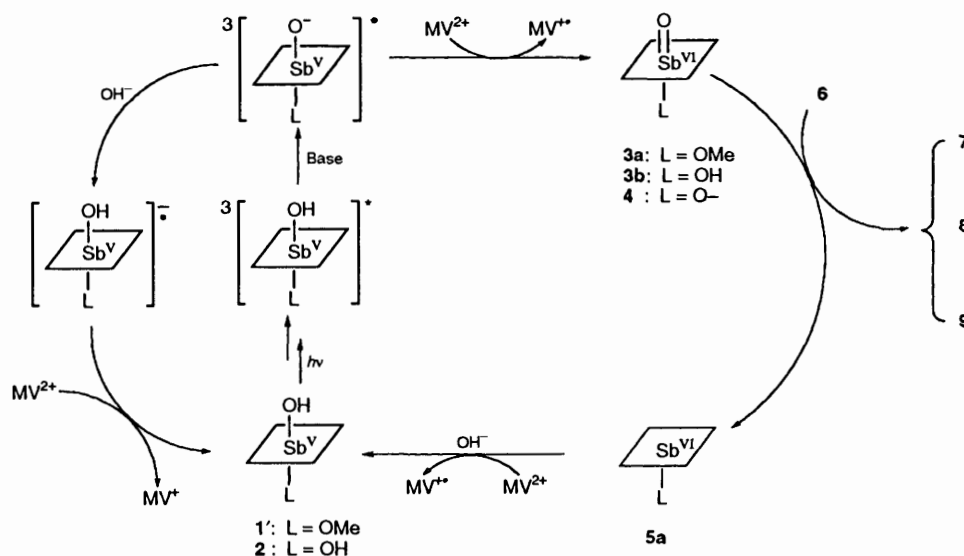 3
O⁻
•
Sbⱽ
L
MV²⁺
MV⁺•
O
Sbⱽᴵ
L
3a: L = OMe
3b: L = OH
4 : L = O–
6
7
8
9
OH⁻
Base
OH
Sbⱽ
L
•−
3
OH
*
Sbⱽ
L
hν
MV²⁺
MV⁺
OH
Sbⱽ
L
1′: L = OMe
2 : L = OH
OH⁻
MV⁺•
MV²⁺
Sbⱽᴵ
L
5a